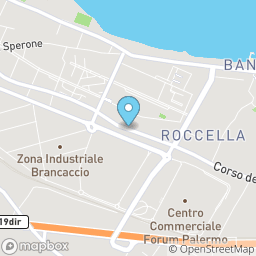 Sperone
BAN
ROCCELLA
Zona Industriale
Brancaccio
Corso de
Centro
Commerciale
Forum Palermo
19dir
mapbox
© OpenStreetMap